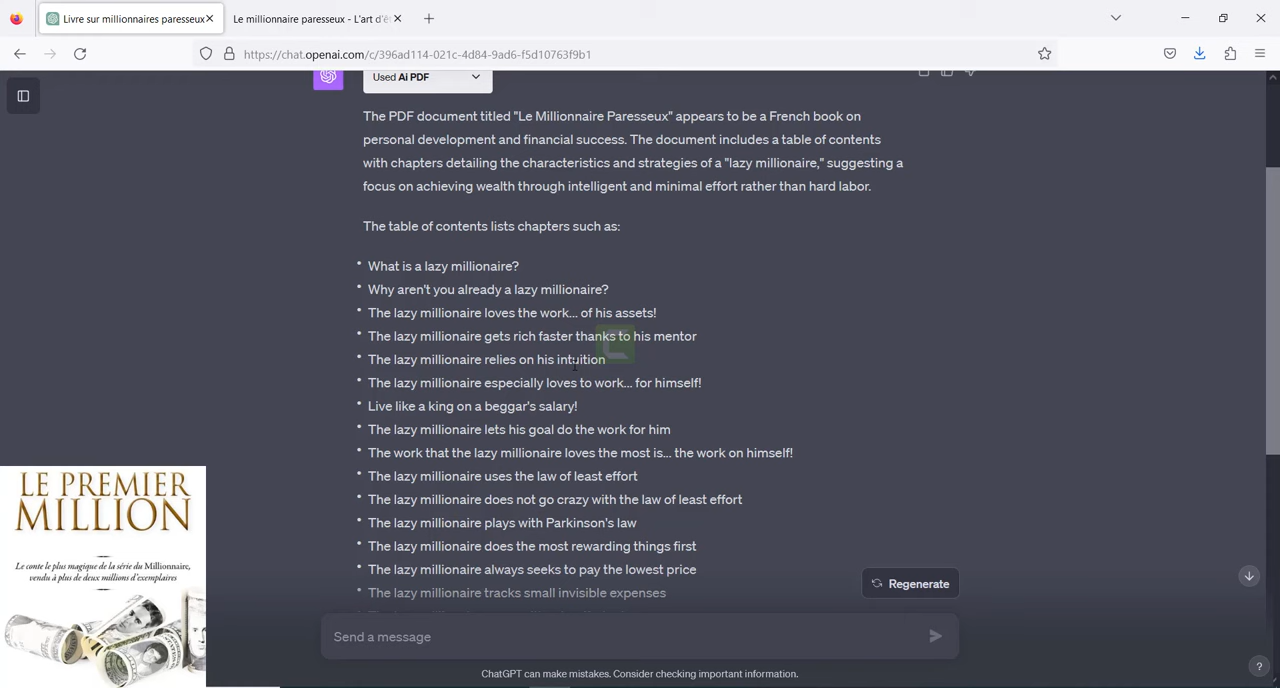 Livre sur millionnaires paresseux
Le millionnaire paresseux - L'art d'êt
https://chat.openai.com/c/396ad114-021c-4d84-9ad6-f5d10763f9b1
Used Ai PDF
The PDF document titled "Le Millionnaire Paresseux" appears to be a French book on
personal development and financial success. The document includes a table of contents
with chapters detailing the characteristics and strategies of a "lazy millionaire," suggesting a
focus on achieving wealth through intelligent and minimal effort rather than hard labor.
The table of contents lists chapters such as:
• What is a lazy millionaire?
• Why aren't you already a lazy millionaire?
• The lazy millionaire loves the work... of his assets!
• The lazy millionaire gets rich faster thanks to his mentor
• The lazy millionaire relies on his intuition
• The lazy millionaire especially loves to work... for himself!
• Live like a king on a beggar's salary!
• The lazy millionaire lets his goal do the work for him
• The work that the lazy millionaire loves the most is... the work on himself!
• The lazy millionaire uses the law of least effort
• The lazy millionaire does not go crazy with the law of least effort
• The lazy millionaire plays with Parkinson's law
• The lazy millionaire does the most rewarding things first
• The lazy millionaire always seeks to pay the lowest price
• The lazy millionaire tracks small invisible expenses
Regenerate
Send a message
ChatGPT can make mistakes. Consider checking important information.
?
LE PREMIER
MILLION
Le conte le plus magique de la série du Millionnaire,
vendu à plus de deux millions d'exemplaires